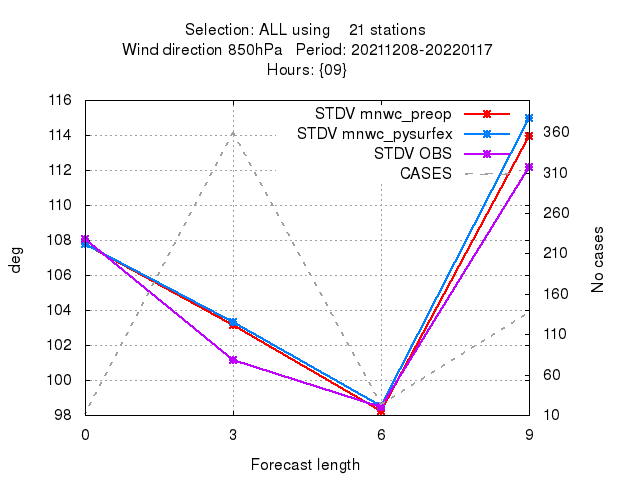 Selection: ALL using    21 stations
Wind direction 850hPa   Period: 20211208-20220117
Hours: {09}
116
114
112
110
108
106
104
102
100
98
deg
STDV mnwc_preop
STDV mnwc_pysurfex
STDV OBS
CASES
360
310
260
210
160
110
60
10
No cases
0 3 6 9
Forecast length